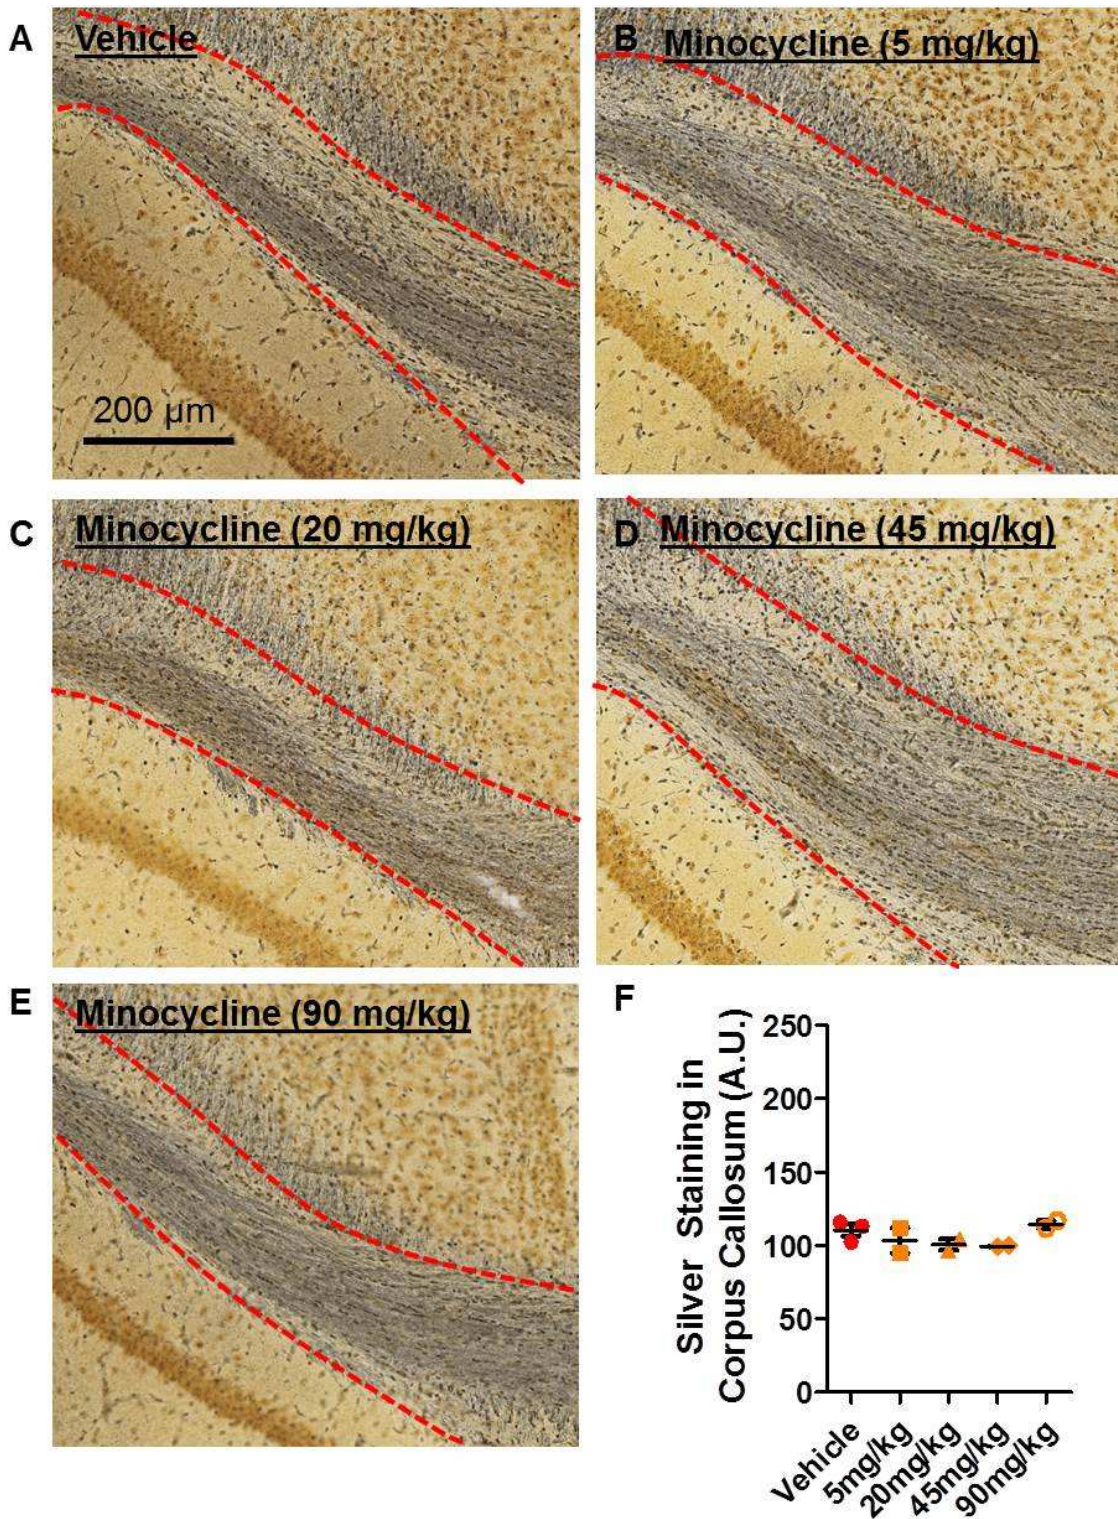 A Vehicle
B Minocycline (5 mg/kg)
200 µm
C Minocycline (20 mg/kg)
D Minocycline (45 mg/kg)
E Minocycline (90 mg/kg)
F
Silver Staining in
Corpus Callosum (A.U.)
250
200
150
100
50
0
Vehicle
5mg/kg
20mg/kg
45mg/kg
90mg/kg